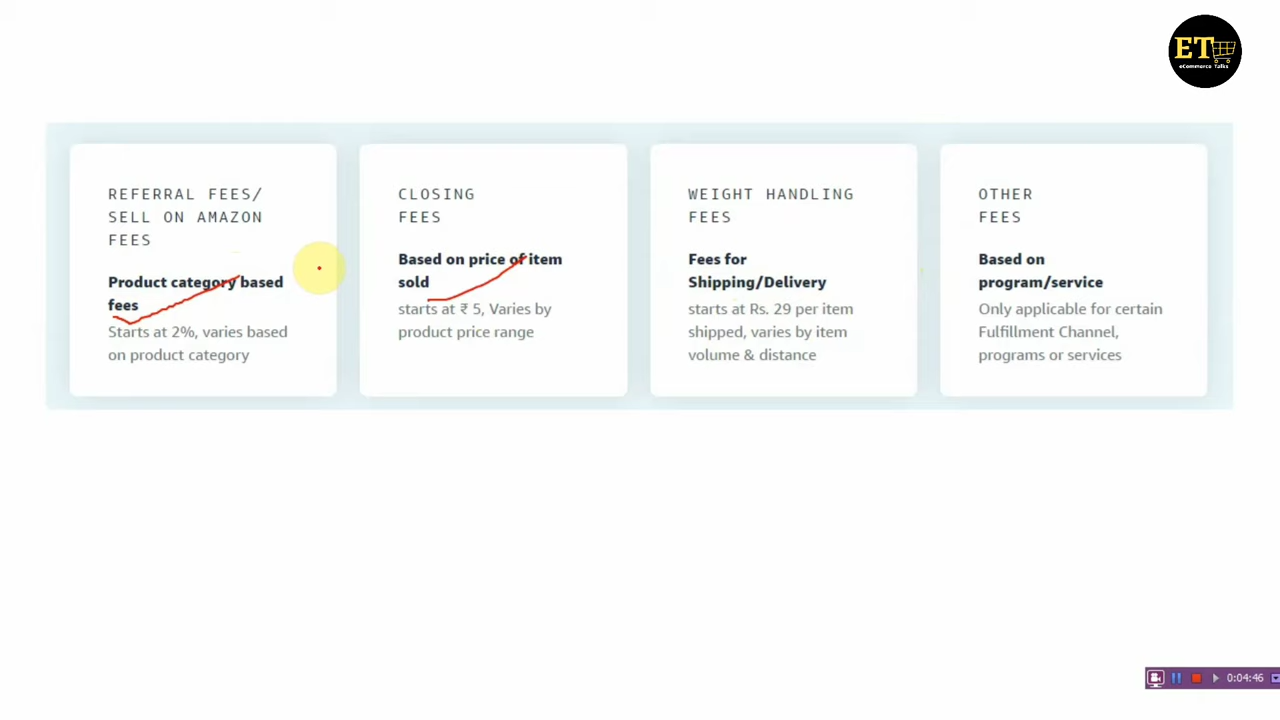 ET
eCommerce Talks
REFERRAL FEES/
SELL ON AMAZON
FEES
Product category based
fees
Starts at 2%, varies based
on product category
CLOSING
FEES
Based on price of item
sold
starts at ₹ 5, Varies by
product price range
WEIGHT HANDLING
FEES
Fees for
Shipping/Delivery
starts at Rs. 29 per item
shipped, varies by item
volume & distance
OTHER
FEES
Based on
program/service
Only applicable for certain
Fulfillment Channel,
programs or services
0:04:46